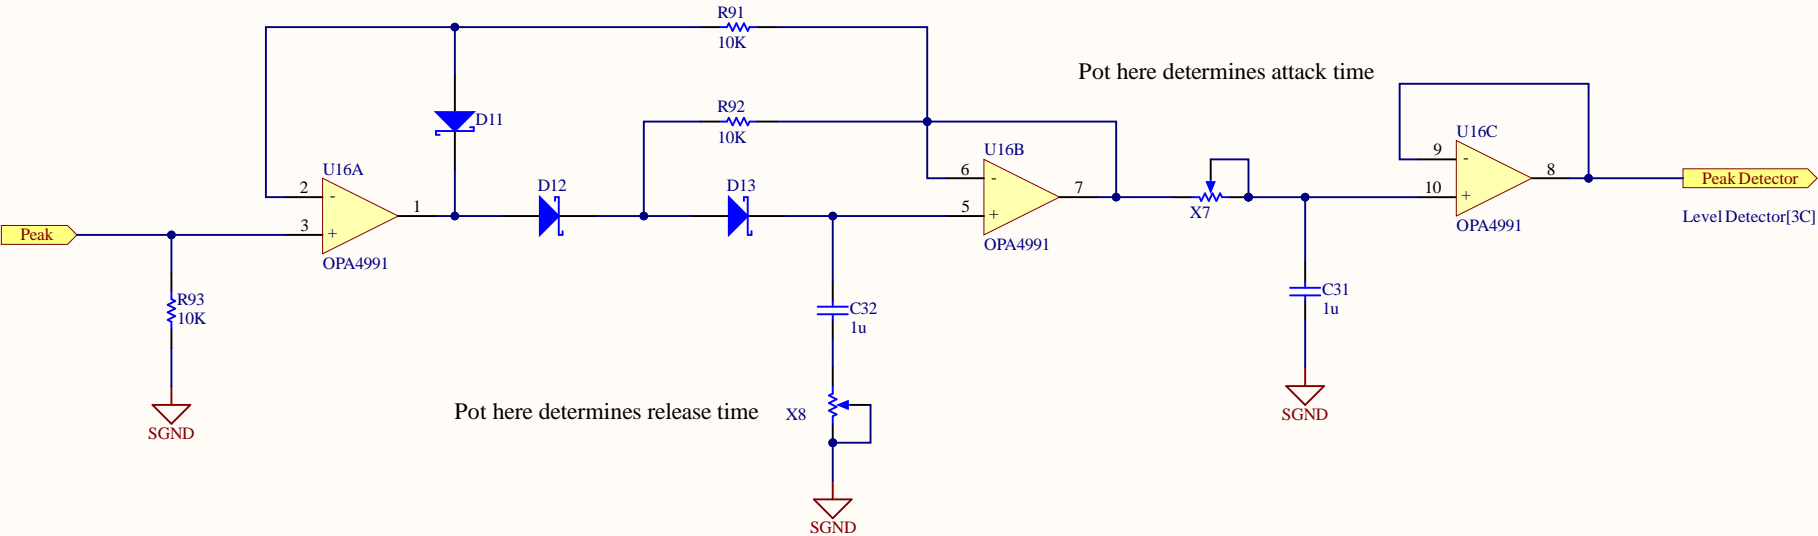 R91
10K
Pot here determines attack time
D11
R92
10K
U16A
2
-
3
+
1
OPA4991
D12
D13
U16B
6
-
5
+
7
OPA4991
X7
U16C
9
-
10
+
8
OPA4991
Peak Detector
Level Detector[3C]
Peak
R93
10K
SGND
C32
1u
C31
1u
SGND
Pot here determines release time
X8
SGND